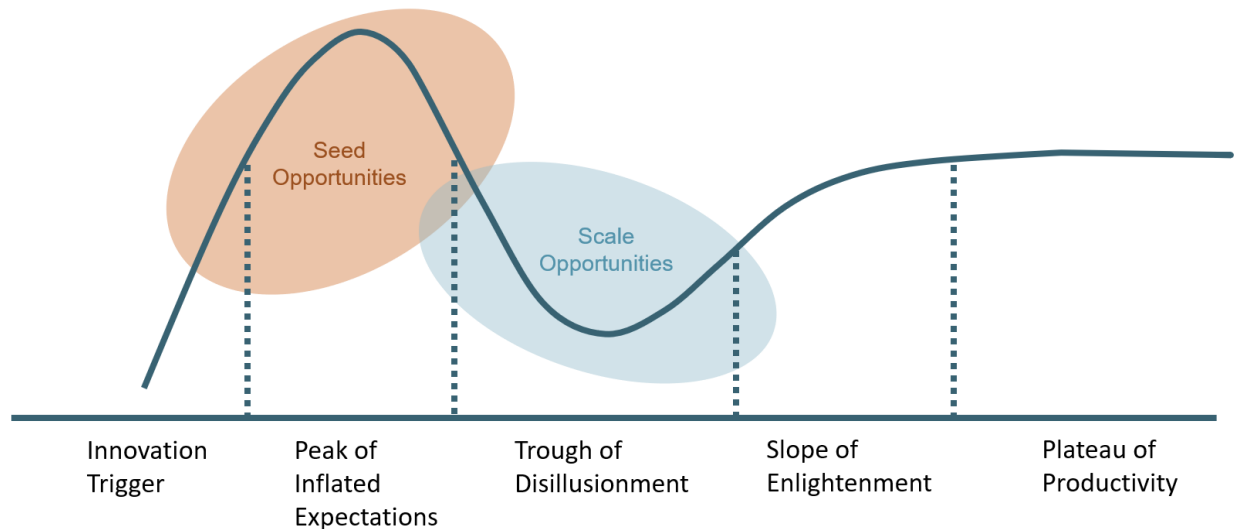 Seed
Opportunities
Scale
Opportunities
Innovation
Trigger
Peak of
Inflated
Expectations
Trough of
Disillusionment
Slope of
Enlightenment
Plateau of
Productivity